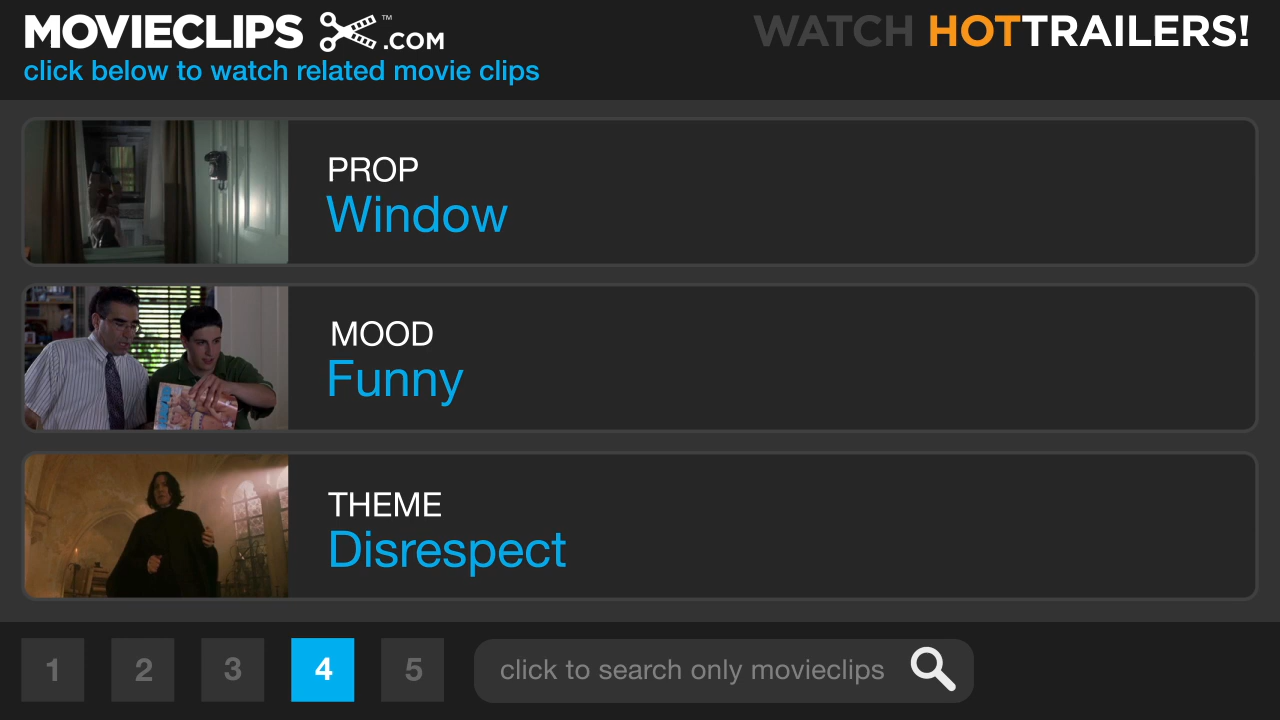 MOVIECLIPS ™ .COM
WATCH HOTTRAILERS!
click below to watch related movie clips
PROP
Window
MOOD
Funny
THEME
Disrespect
1 2 3 4 5 click to search only movieclips